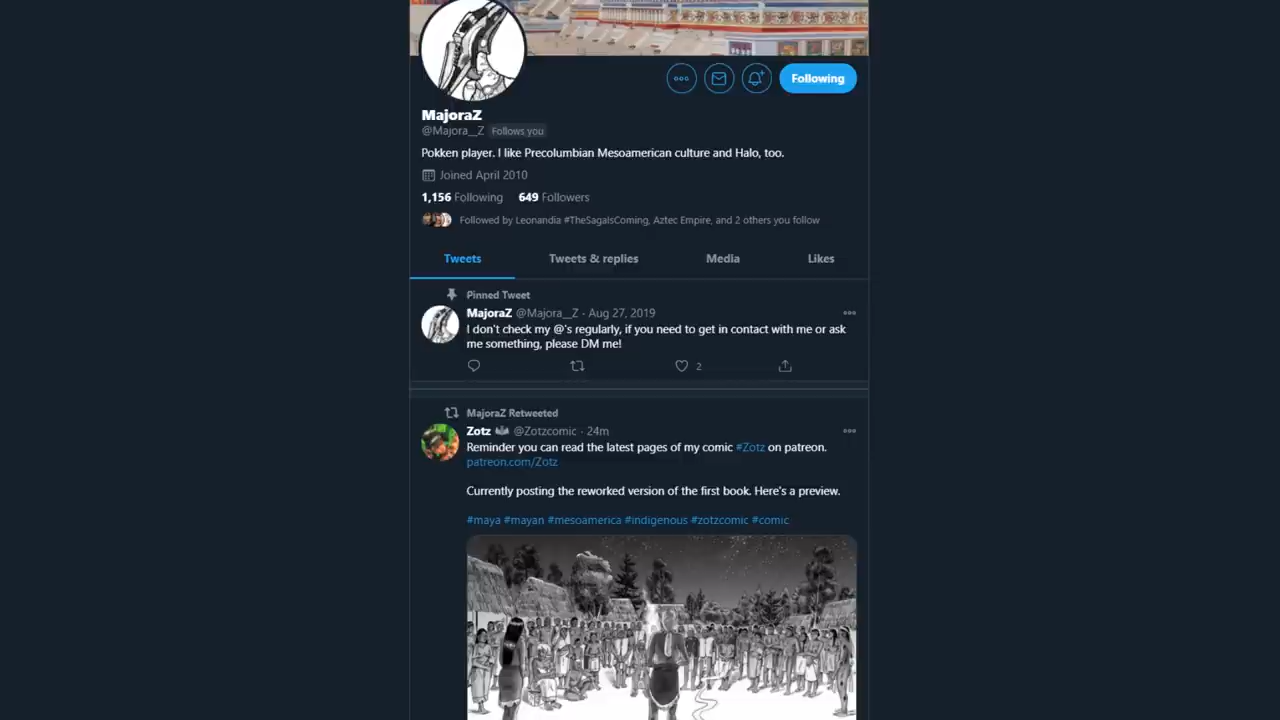 Following
MajoraZ
@Majora__Z Follows you
Pokken player. I like Precolumbian Mesoamerican culture and Halo, too.
Joined April 2010
1,156 Following 649 Followers
Followed by Leonandia #TheSagaIsComing, Aztec Empire, and 2 others you follow
Tweets Tweets & replies Media Likes
Pinned Tweet
MajoraZ @Majora__Z · Aug 27, 2019
I don't check my @'s regularly, if you need to get in contact with me or ask
me something, please DM me!
2
MajoraZ Retweeted
Zotz @Zotzcomic · 24m
Reminder you can read the latest pages of my comic #Zotz on patreon.
patreon.com/Zotz
Currently posting the reworked version of the first book. Here's a preview.
#maya #mayan #mesoamerica #indigenous #zotzcomic #comic